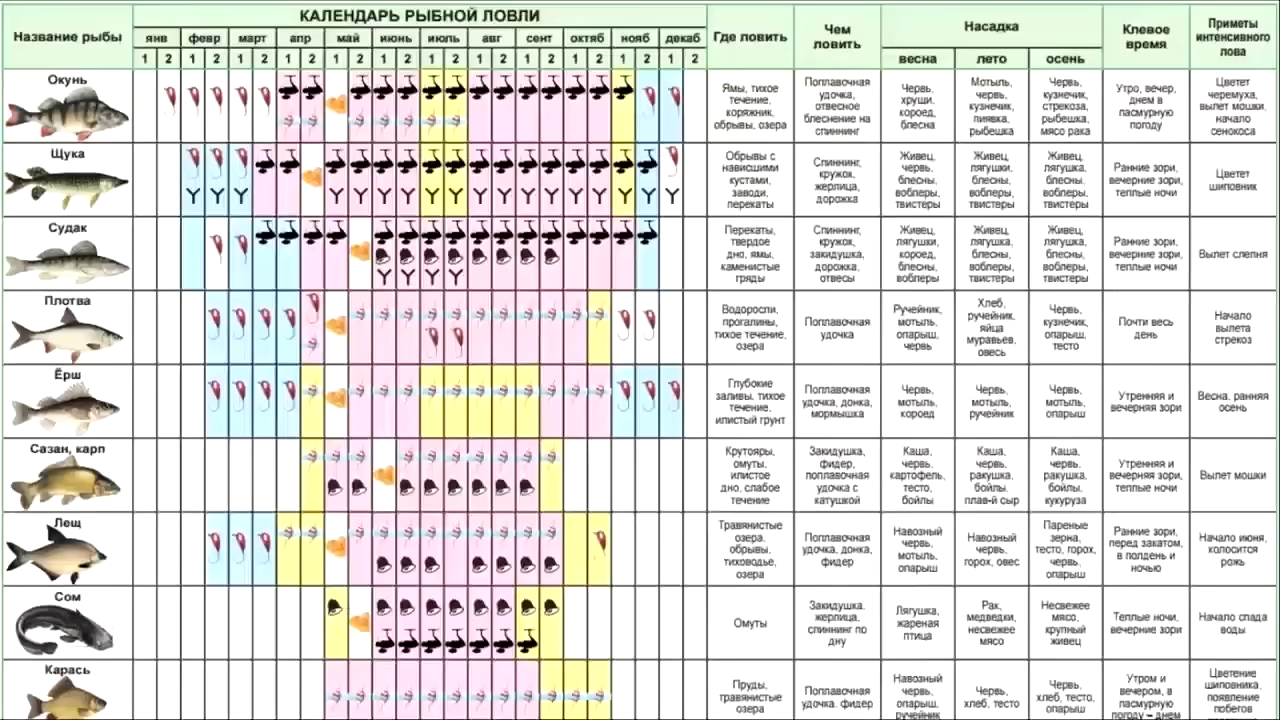 КАЛЕНДАРЬ РЫБНОЙ ЛОВЛИ
Название рыбы
янв
февр
март
апр
май
июнь
июль
авг
сент
октяб
нояб
декаб
1 2 1 2 1 2 1 2 1 2 1 2 1 2 1 2 1 2 1 2 1 2 1 2
Где ловить
Чем
ловить
Насадка
весна
лето
осень
Клевое
время
Приметы
интенсивного
лова
Окунь
Ямы, тихое
течение,
коряжник,
обрывы, озера
Поплавочная
удочка,
отвесное
блеснение на
спиннинг
Червь,
хрущи,
короед,
блесна
Мотыль,
червь,
кузнечик,
пиявка,
рыбешка
Червь,
кузнечик,
стрекоза,
рыбешка,
мясо рака
Утро, вечер,
днем в
пасмурную
погоду
Цветет
черемуха,
вылет мошки,
начало
сенокоса
Щука
Обрывы с
нависшими
кустами,
заводи,
перекаты
Спиннинг,
кружок,
жерлица,
дорожка
Живец,
червь,
блесны,
воблеры,
твистеры
Живец,
лягушки,
блесны,
воблеры,
твистеры
Живец,
лягушка,
блесны,
воблеры,
твистеры
Ранние зори,
вечерние зори,
теплые ночи
Цветет
шиповник
Судак
Перекаты,
твердое
дно, ямы,
каменистые
гряды
Спиннинг,
кружок,
закидушка,
дорожка,
отвесы
Живец,
лягушки,
короед,
блесны,
воблеры
Живец,
лягушка,
блесны,
воблеры,
твистеры
Живец,
лягушка,
блесны,
воблеры,
твистеры
Ранние зори,
вечерние зори,
теплые ночи
Вылет слепня
Плотва
Водоросли,
прогалины,
тихое течение,
озера
Поплавочная
удочка
Ручейник,
мотыль,
опарыш,
червь
Хлеб,
ручейник,
яйца
муравьев,
овесь
Червь,
кузнечик,
опарыш,
тесто
Почти весь
день
Начало
вылета
стрекоз
Ёрш
Глубокие
заливы, тихое
течение,
илистый грунт
Поплавочная
удочка, донка,
мормышка
Червь,
мотыль,
короед
Червь,
мотыль,
ручейник
Червь,
мотыль,
опарыш
Утренняя и
вечерняя зори
Весна, ранняя
осень
Сазан, карп
Крутояры,
омуты,
илистое
дно, слабое
течение
Закидушка,
фидер,
поплавочная
удочка с
катушкой
Каша,
червь,
картофель,
тесто,
бойлы
Каша,
червь,
ракушка,
бойлы,
плав-й сыр
Каша,
червь,
ракушка,
бойлы,
кукуруза
Утренняя и
вечерняя зори,
теплые ночи
Вылет мошки
Лещ
Травянистые
озера,
обрывы,
тиховодье,
озера
Поплавочная
удочка, донка,
фидер
Навозный
червь,
мотыль,
опарыш
Навозный
червь,
горох, овес
Пареные
зерна,
тесто, горох,
червь,
опарыш
Ранние зори,
перед закатом,
в полдень и
ночью
Начало июня,
колосится
рожь
Сом
Омуты
Закидушка,
жерлица,
спиннинг по
дну
Лягушка,
жареная
птица
Рак,
медведки,
несвежее
мясо
Несвежее
мясо,
крупный
живец
Теплые ночи,
вечерние зори
Начало спада
воды
Карась
Пруды,
травянистые
озера
Поплавочная
удочка, фидер
Навозный
червь,
опарыш,
ручейник
Червь,
хлеб, тесто
Червь,
хлеб, тесто,
опарыш
Утром и
вечером, в
пасмурную
погоду – днем
Цветение
шиповника,
появление
побегов